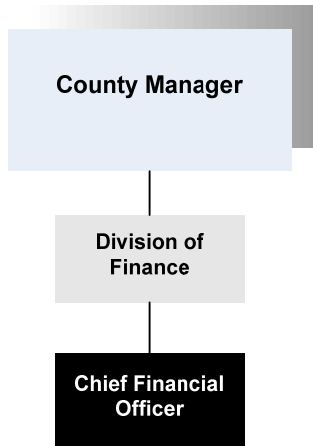 County Manager
Division of
Finance
Chief Financial
Officer